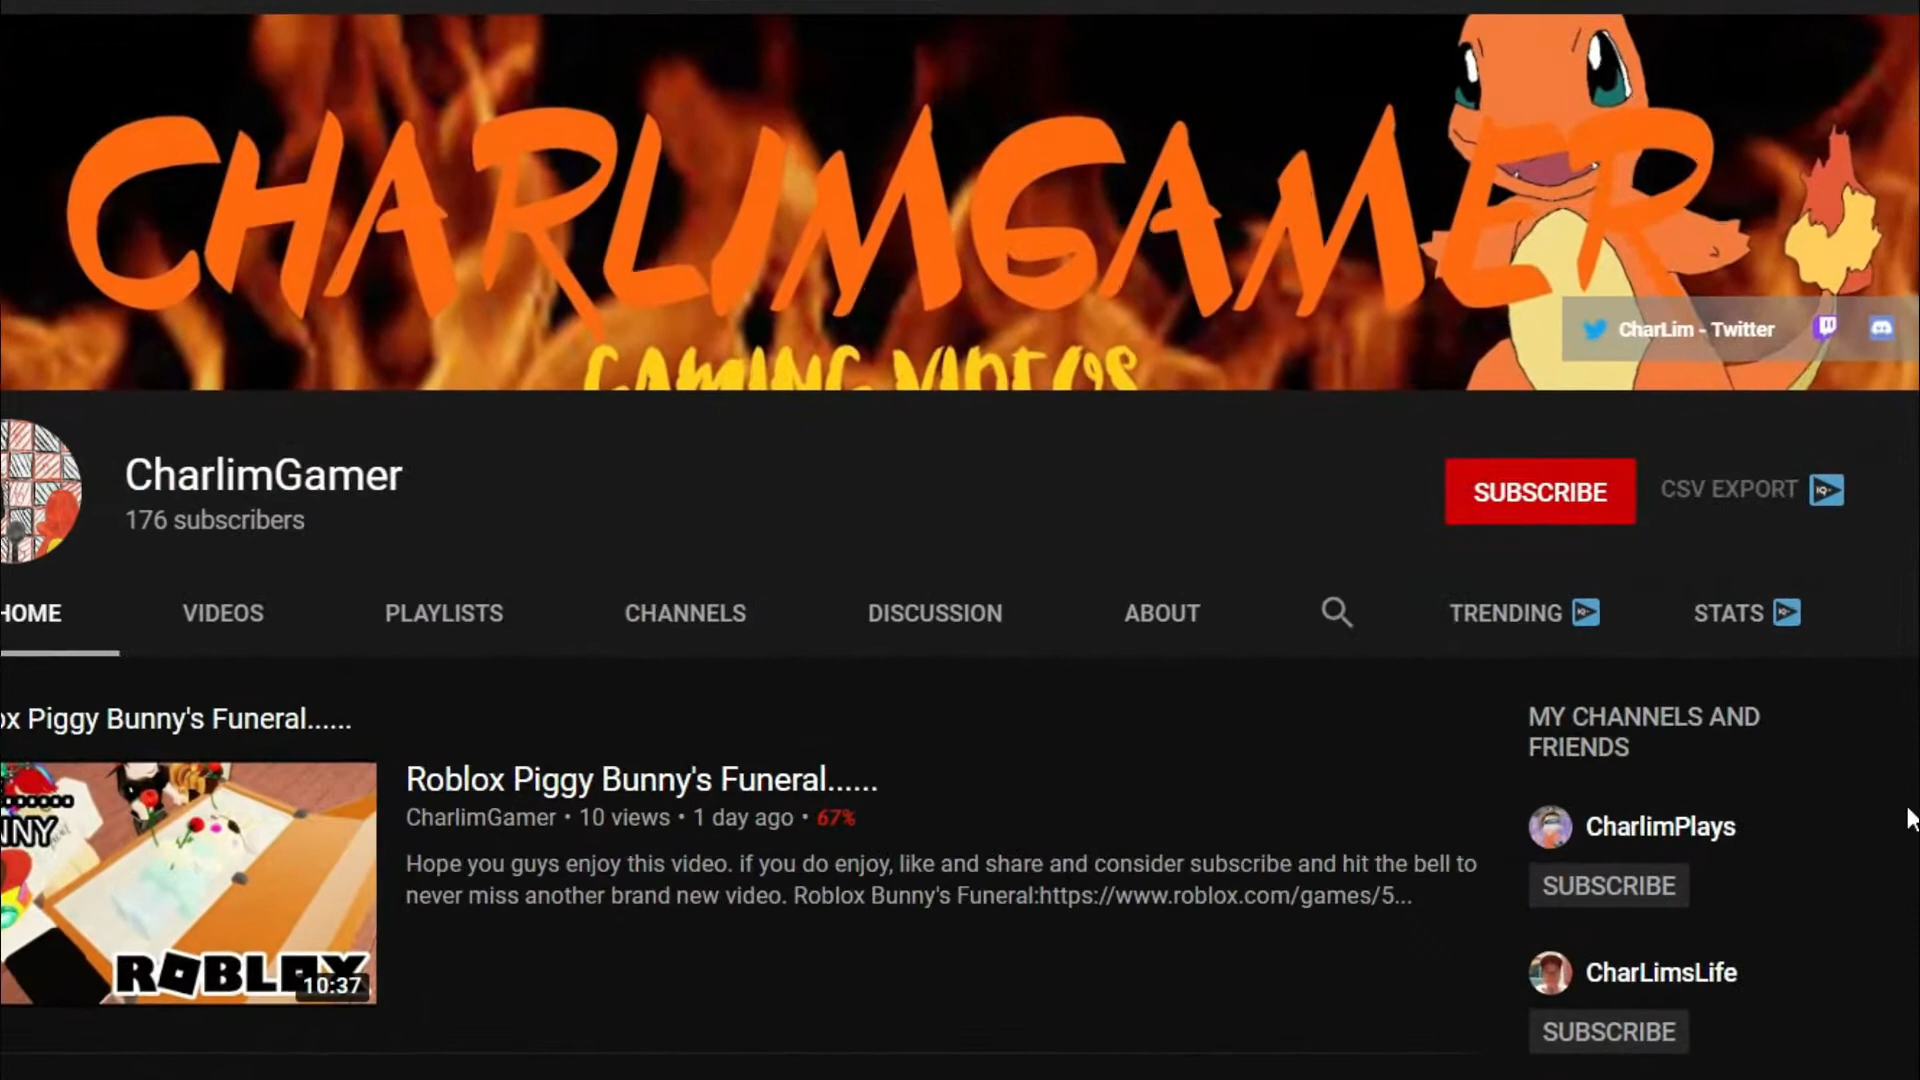 CHARLIMGAMER
GAMING VIDEOS
CharLim - Twitter
CharlimGamer
176 subscribers
SUBSCRIBE
CSV EXPORT
HOME
VIDEOS
PLAYLISTS
CHANNELS
DISCUSSION
ABOUT
TRENDING
STATS
ox Piggy Bunny's Funeral......
NNY
ROBLOX
10:37
Roblox Piggy Bunny's Funeral......
CharlimGamer • 10 views • 1 day ago • 67%
Hope you guys enjoy this video. if you do enjoy, like and share and consider subscribe and hit the bell to
never miss another brand new video. Roblox Bunny's Funeral:https://www.roblox.com/games/5...
MY CHANNELS AND
FRIENDS
CharlimPlays
SUBSCRIBE
CharLimsLife
SUBSCRIBE